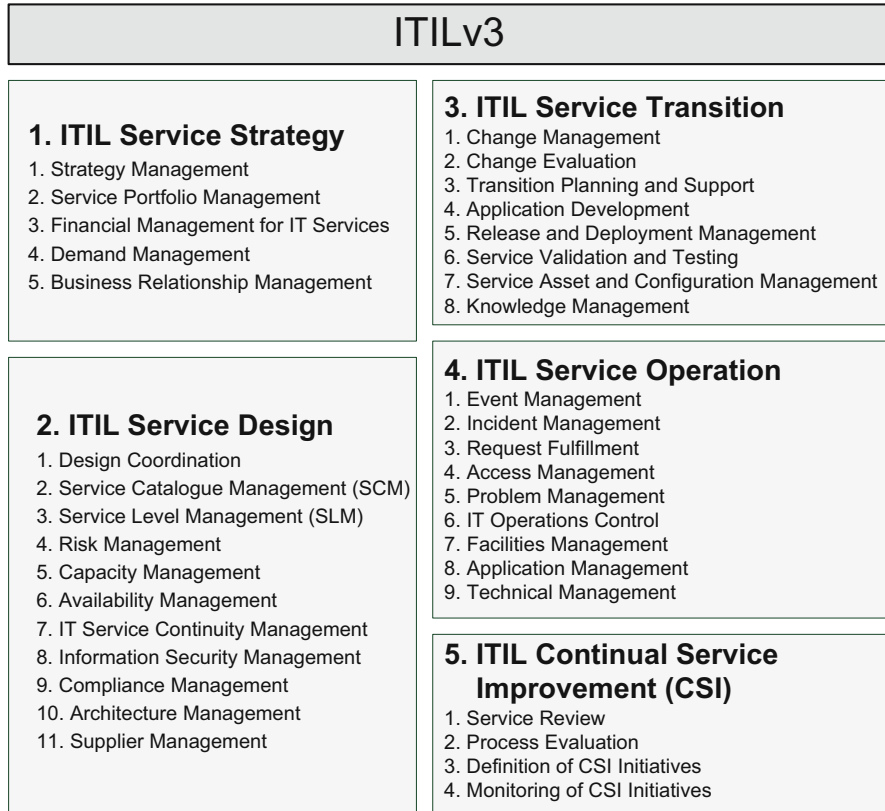 ITILv3
1. ITIL Service Strategy
1. Strategy Management
2. Service Portfolio Management
3. Financial Management for IT Services
4. Demand Management
5. Business Relationship Management
2. ITIL Service Design
1. Design Coordination
2. Service Catalogue Management (SCM)
3. Service Level Management (SLM)
4. Risk Management
5. Capacity Management
6. Availability Management
7. IT Service Continuity Management
8. Information Security Management
9. Compliance Management
10. Architecture Management
11. Supplier Management
3. ITIL Service Transition
1. Change Management
2. Change Evaluation
3. Transition Planning and Support
4. Application Development
5. Release and Deployment Management
6. Service Validation and Testing
7. Service Asset and Configuration Management
8. Knowledge Management
4. ITIL Service Operation
1. Event Management
2. Incident Management
3. Request Fulfillment
4. Access Management
5. Problem Management
6. IT Operations Control
7. Facilities Management
8. Application Management
9. Technical Management
5. ITIL Continual Service
Improvement (CSI)
1. Service Review
2. Process Evaluation
3. Definition of CSI Initiatives
4. Monitoring of CSI Initiatives